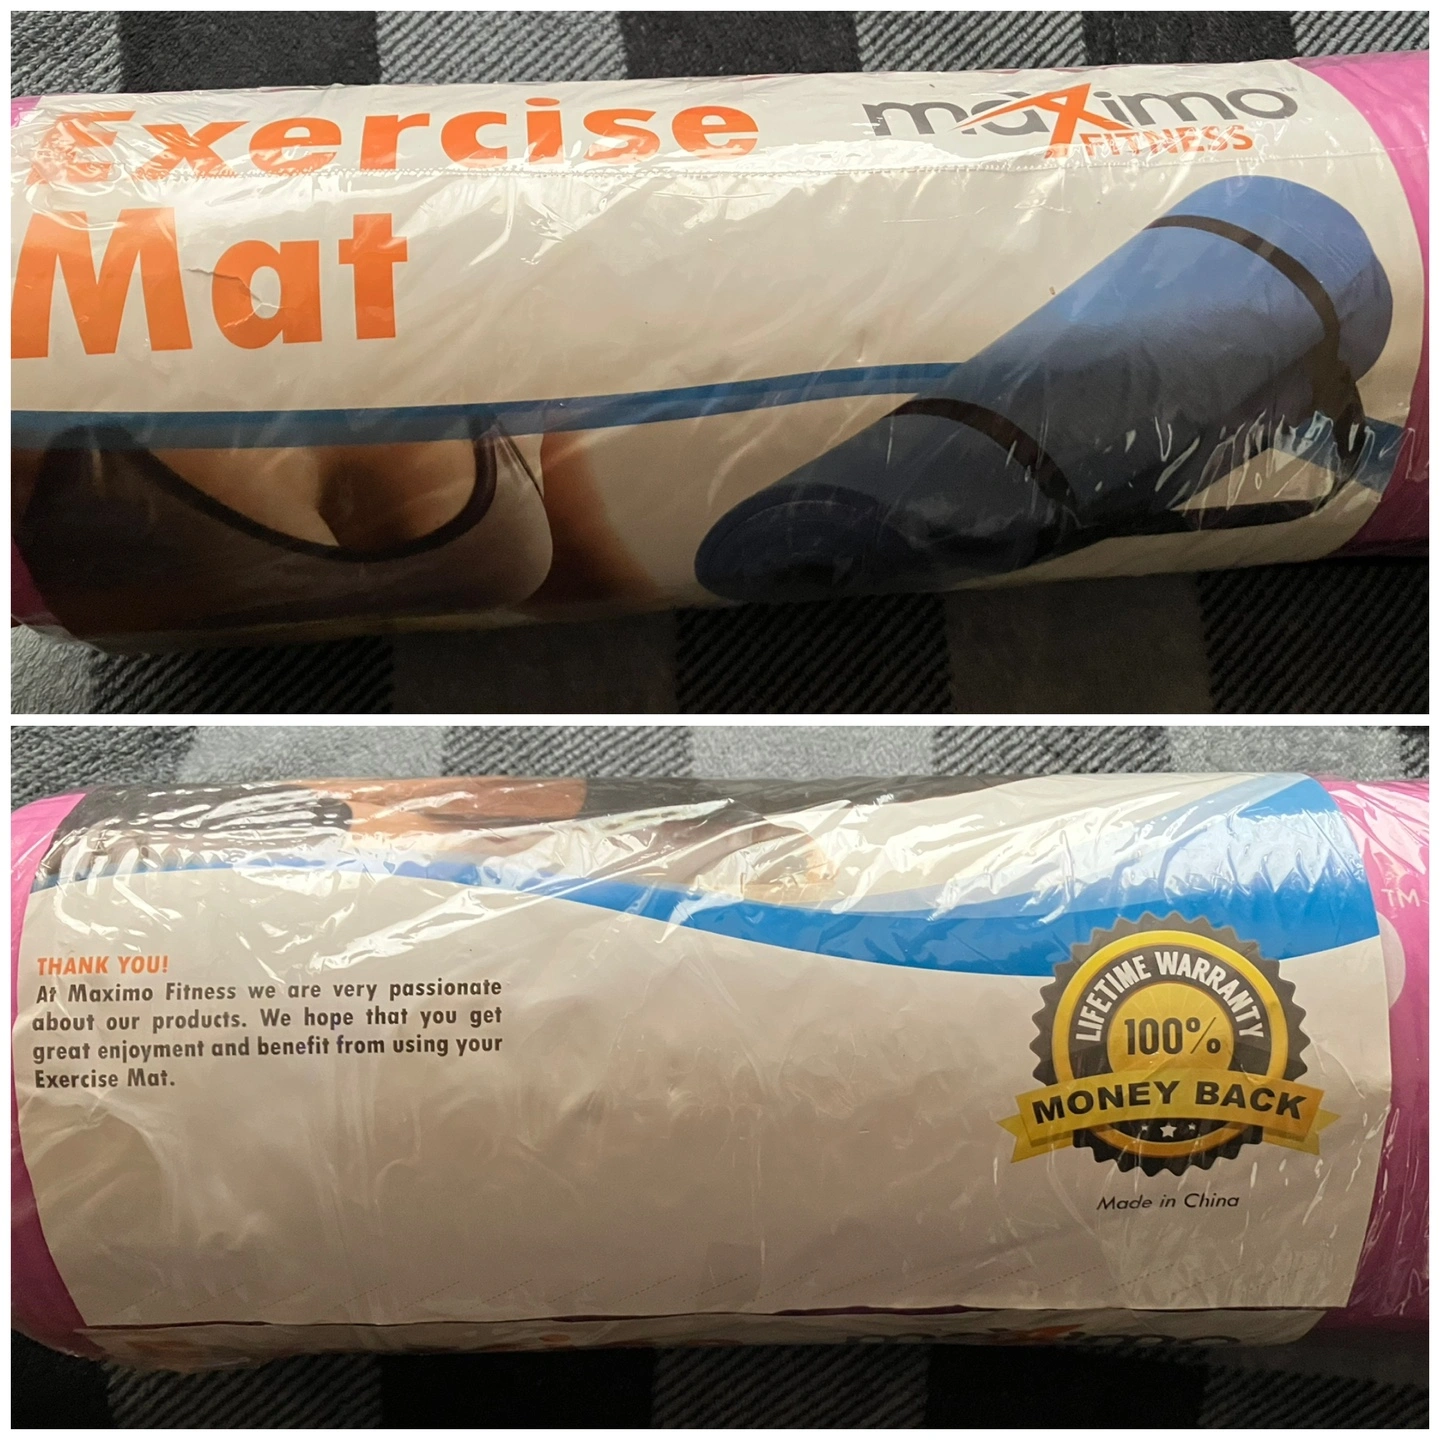 Exercise
Mat
maximo™
FITNESS
THANK YOU!
At Maximo Fitness we are very passionate
about our products. We hope that you get
great enjoyment and benefit from using your
Exercise Mat.
LIFETIME WARRANTY
100%
MONEY BACK
Made in China
TM
maximo